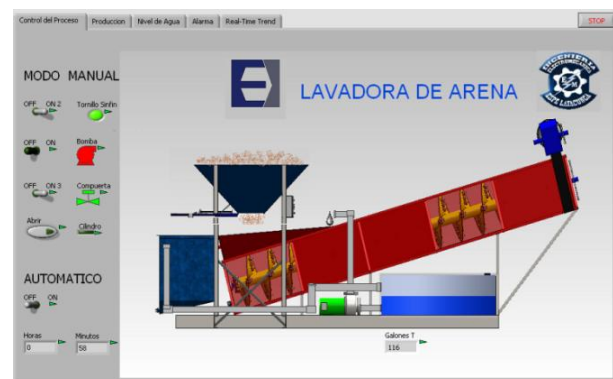 Control del Proceso Produccion Nivel de Agua Alarma Real-Time Trend STOP
MODO MANUAL
LAVADORA DE ARENA
OFF ON 2 Tornillo Sinfin
OFF ON Bomba
OFF ON 3 Compuerta
Abrir Cilindro
AUTOMATICO
OFF ON
Horas Minutos
0 58
Galones T
116